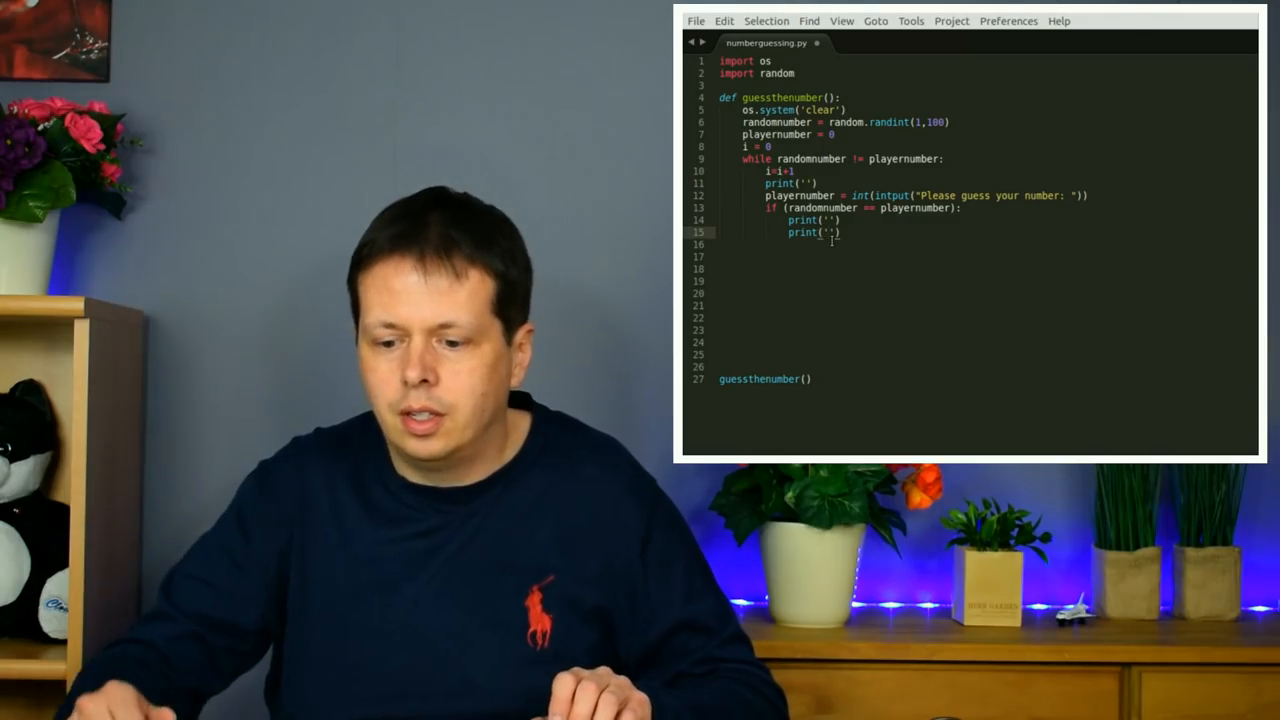 File Edit Selection Find View Goto Tools Project Preferences Help
numberguessing.py
1 import os
2 import random
3
4 def guessthenumber():
5 os.system('clear')
6 randomnumber = random.randint(1,100)
7 playernumber = 0
8 i = 0
9 while randomnumber != playernumber:
10 i=i+1
11 print('')
12 playernumber = int(intput("Please guess your number: "))
13 if (randomnumber == playernumber):
14 print('')
15 print('')
16
17
18
19
20
21
22
23
24
25
26
27 guessthenumber()
HERB GARDEN